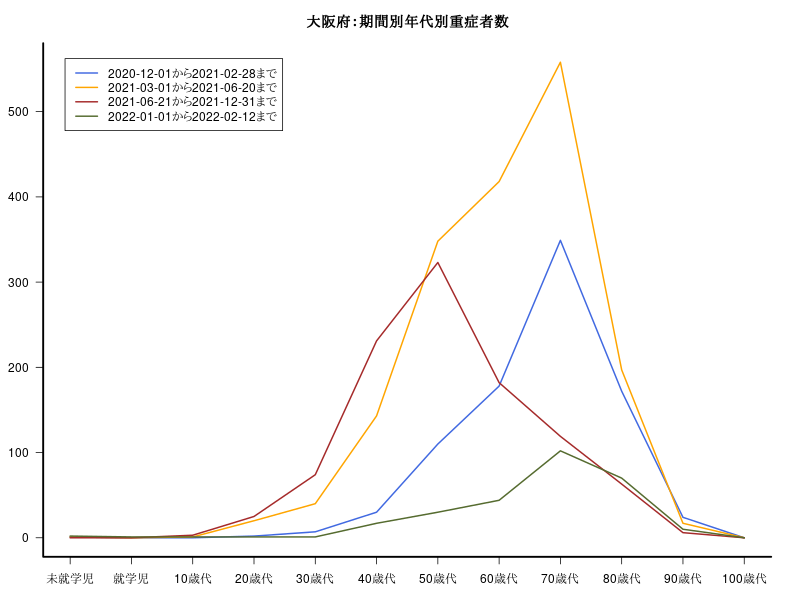 大阪府：期間別年代別重症者数
2020-12-01から2021-02-28まで
2021-03-01から2021-06-20まで
2021-06-21から2021-12-31まで
2022-01-01から2022-02-12まで
500
400
300
200
100
0
未就学児 就学児 10歳代 20歳代 30歳代 40歳代 50歳代 60歳代 70歳代 80歳代 90歳代 100歳代